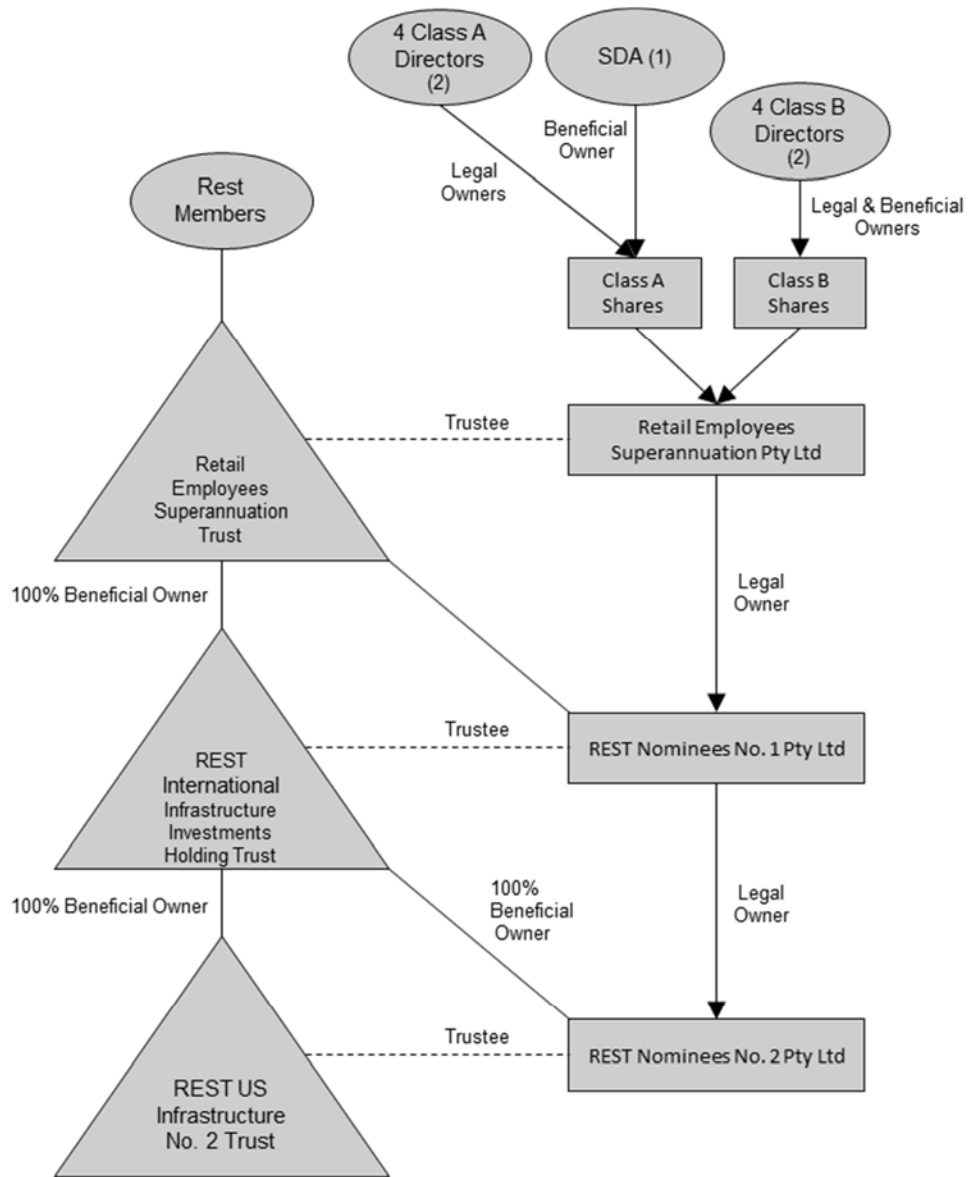 4 Class A
Directors
(2)
SDA (1)
4 Class B
Directors
(2)
Beneficial
Owner
Legal
Owners
Legal & Beneficial
Owners
Rest
Members
Class A
Shares
Class B
Shares
Trustee
Retail Employees
Superannuation Pty Ltd
Retail
Employees
Superannuation
Trust
100% Beneficial Owner
Legal
Owner
Trustee
REST Nominees No. 1 Pty Ltd
REST
International
Infrastructure
Investments
Holding Trust
100% Beneficial Owner
100%
Beneficial
Owner
Legal
Owner
Trustee
REST Nominees No. 2 Pty Ltd
REST US
Infrastructure
No. 2 Trust